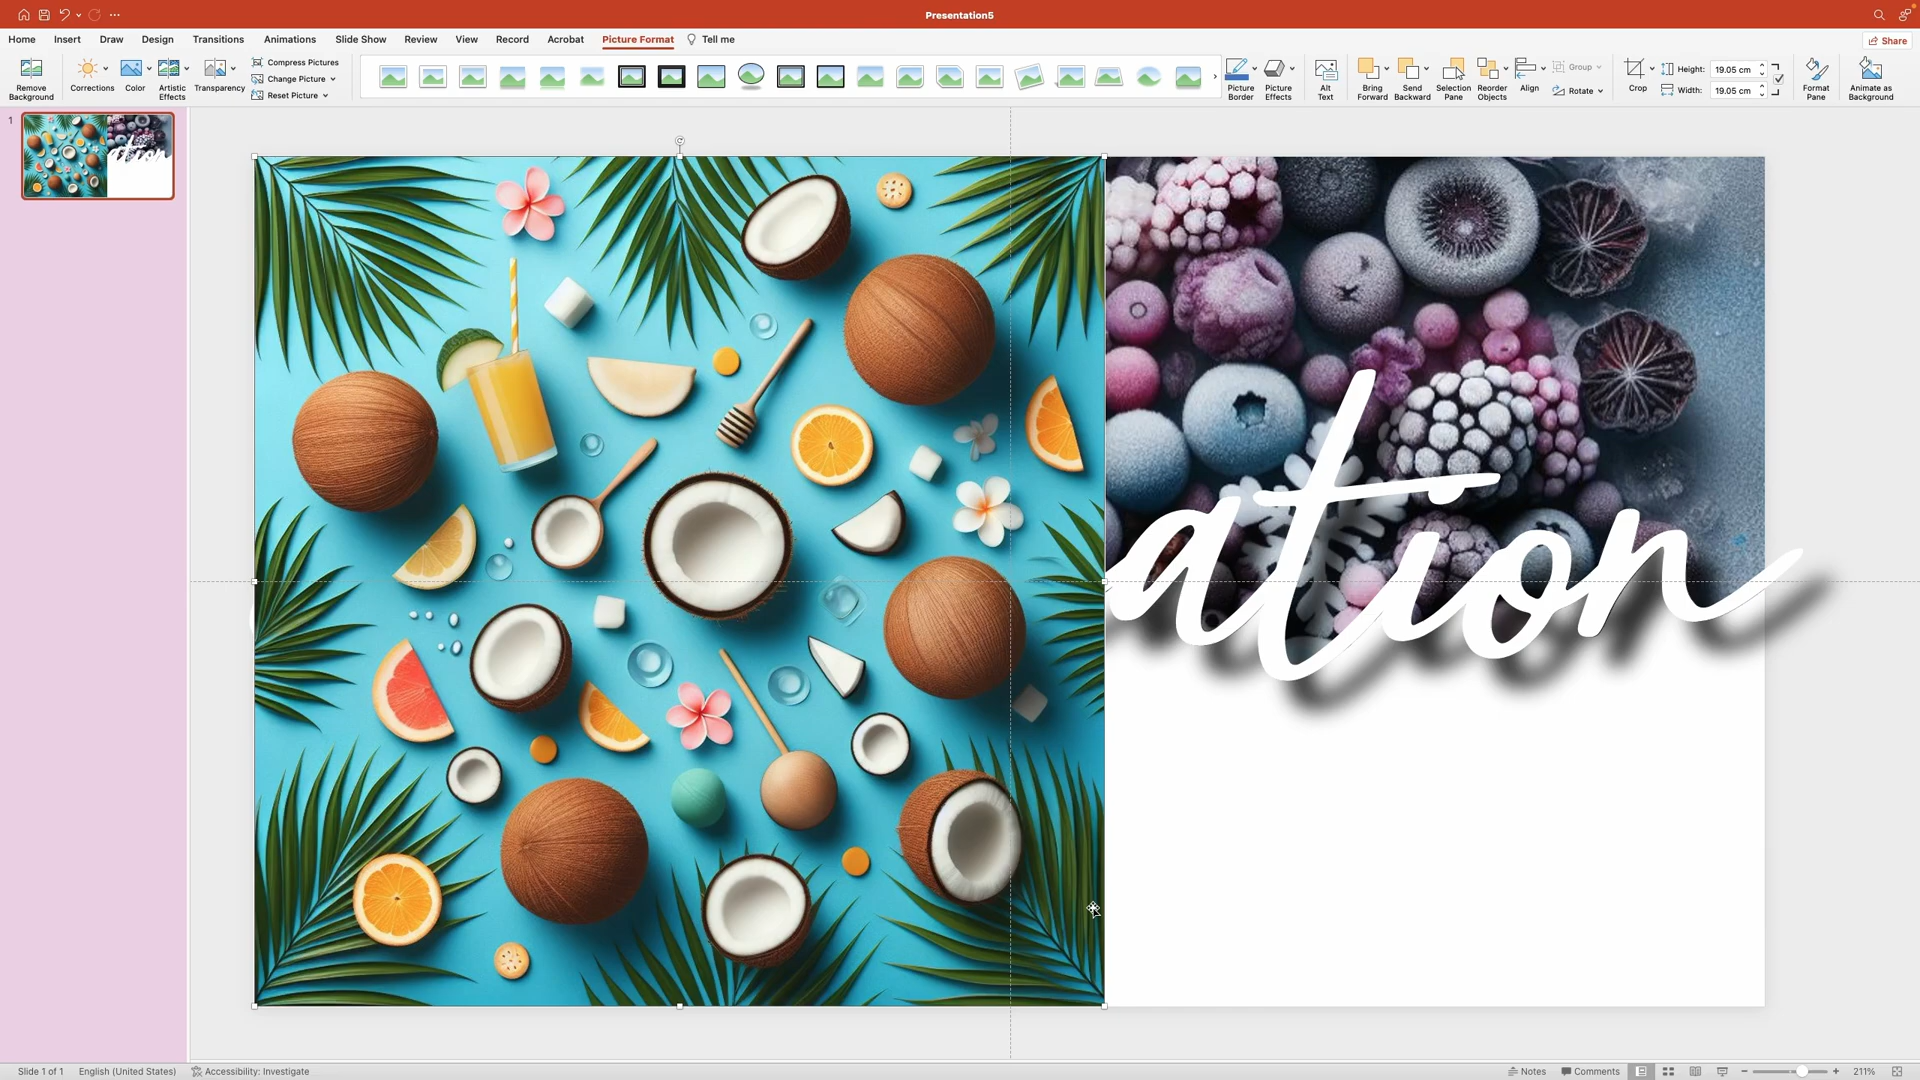 Presentation5
Home Insert Draw Design Transitions Animations Slide Show Review View Record Acrobat Picture Format Tell me
Share
Remove Background
Corrections
Color
Artistic Effects
Transparency
Compress Pictures
Change Picture
Reset Picture
Picture Border
Picture Effects
Alt Text
Bring Forward
Send Backward
Selection Pane
Reorder Objects
Align
Group
Rotate
Crop
Height: 19.05 cm
Width: 19.05 cm
Format Pane
Animate as Background
1
ation
Slide 1 of 1 English (United States) Accessibility: Investigate Notes Comments 211%